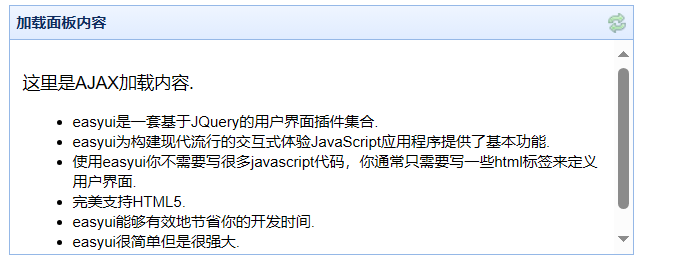 加载面板内容
这里是AJAX加载内容.
easyui是一套基于JQuery的用户界面插件集合.
easyui为构建现代流行的交互式体验JavaScript应用程序提供了基本功能.
使用easyui你不需要写很多javascript代码，你通常只需要写一些html标签来定义
用户界面.
完美支持HTML5.
easyui能够有效地节省你的开发时间.
easyui很简单但是很强大.